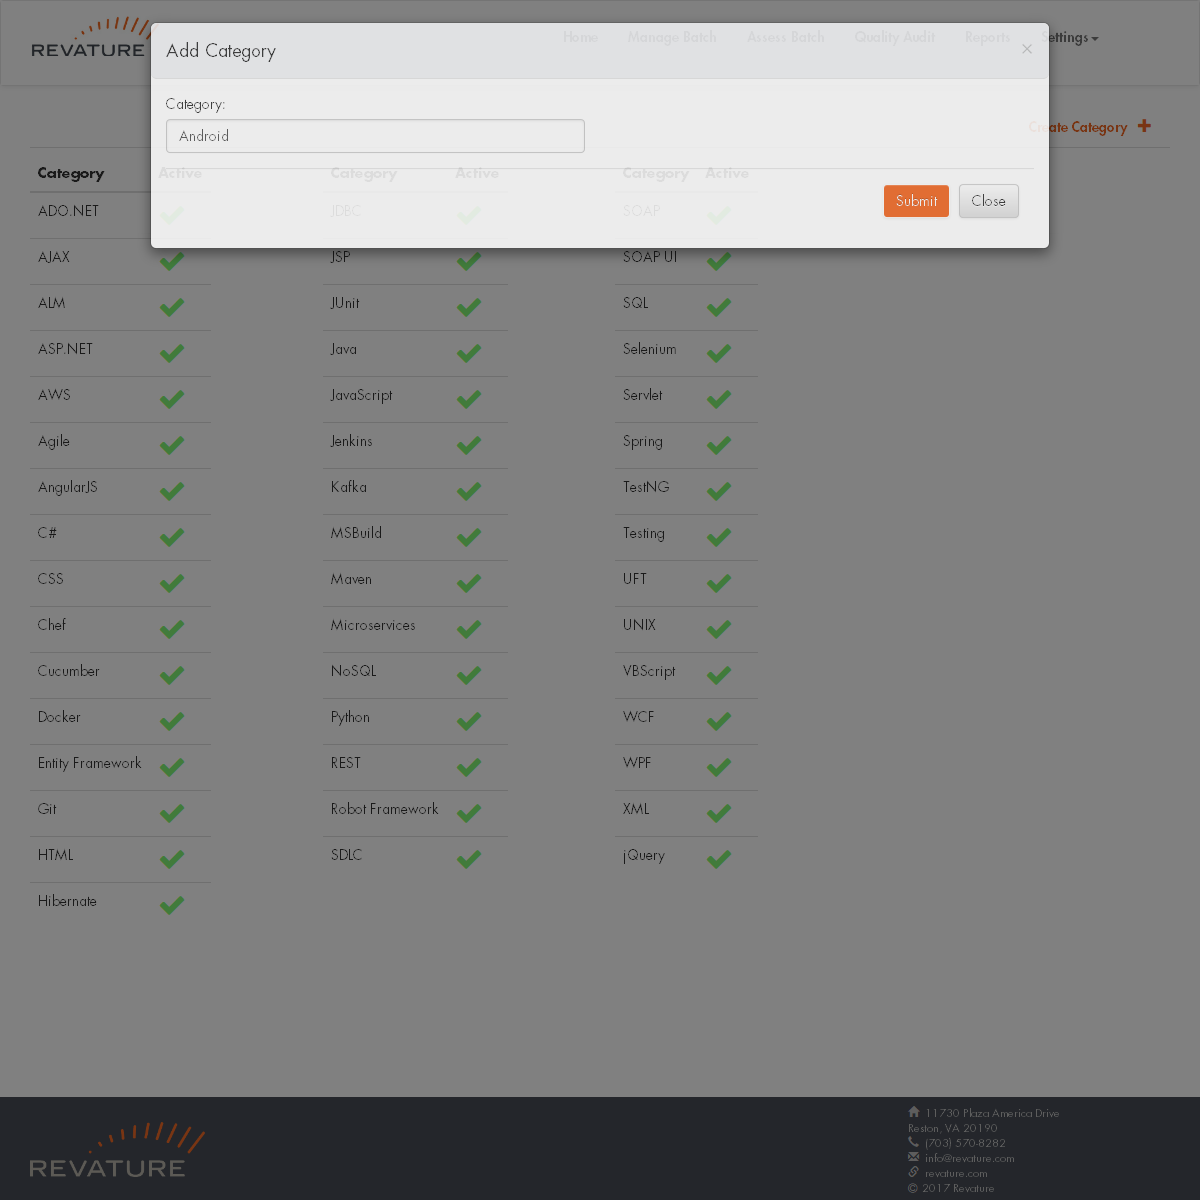 REVATURE
Home Manage Batch Assess Batch Quality Audit Reports Settings
Add Category ×
Category:
Android
Create Category
Submit Close
Category Active Category Active Category Active
ADO.NET JDBC SOAP
AJAX JSP SOAP UI
ALM JUnit SQL
ASP.NET Java Selenium
AWS JavaScript Servlet
Agile Jenkins Spring
AngularJS Kafka TestNG
C# MSBuild Testing
CSS Maven UFT
Chef Microservices UNIX
Cucumber NoSQL VBScript
Docker Python WCF
Entity Framework REST WPF
Git Robot Framework XML
HTML SDLC jQuery
Hibernate
REVATURE
11730 Plaza America Drive
Reston, VA 20190
(703) 570-8282
info@revature.com
revature.com
© 2017 Revature